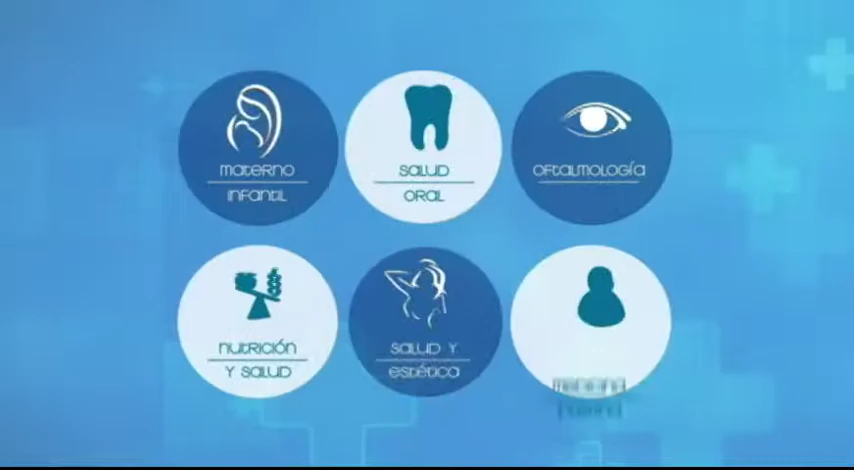 materno
infantil
salud
oral
oftalmología
nutrición
y salud
salud y
estética